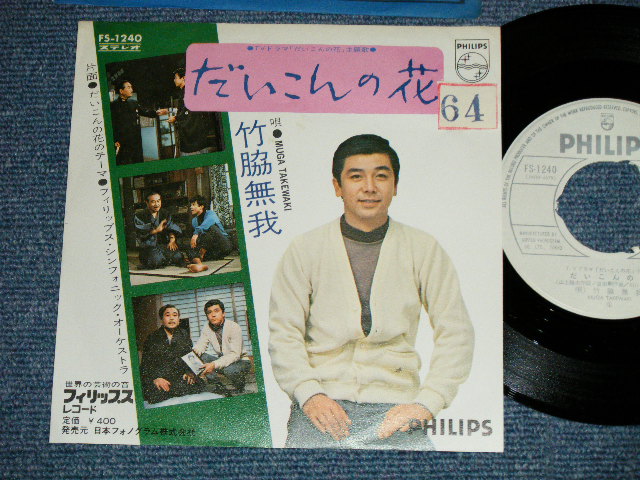 FS-1240
ステレオ
●TVドラマ「だいこんの花」主題歌●
PHILIPS
だいこんの花
64
片面●だいこんの花のテーマ●フィリップス・シンフォニック・オーケストラ
唄●竹脇無我
MUGA TAKEWAKI
世界の芸術の音
フィリップス
レコード
定価 ¥400
発売元 日本フォノグラム株式会社
PHILIPS
PHILIPS
FS-1240
だいこんの
MUGA TAKEWAKI